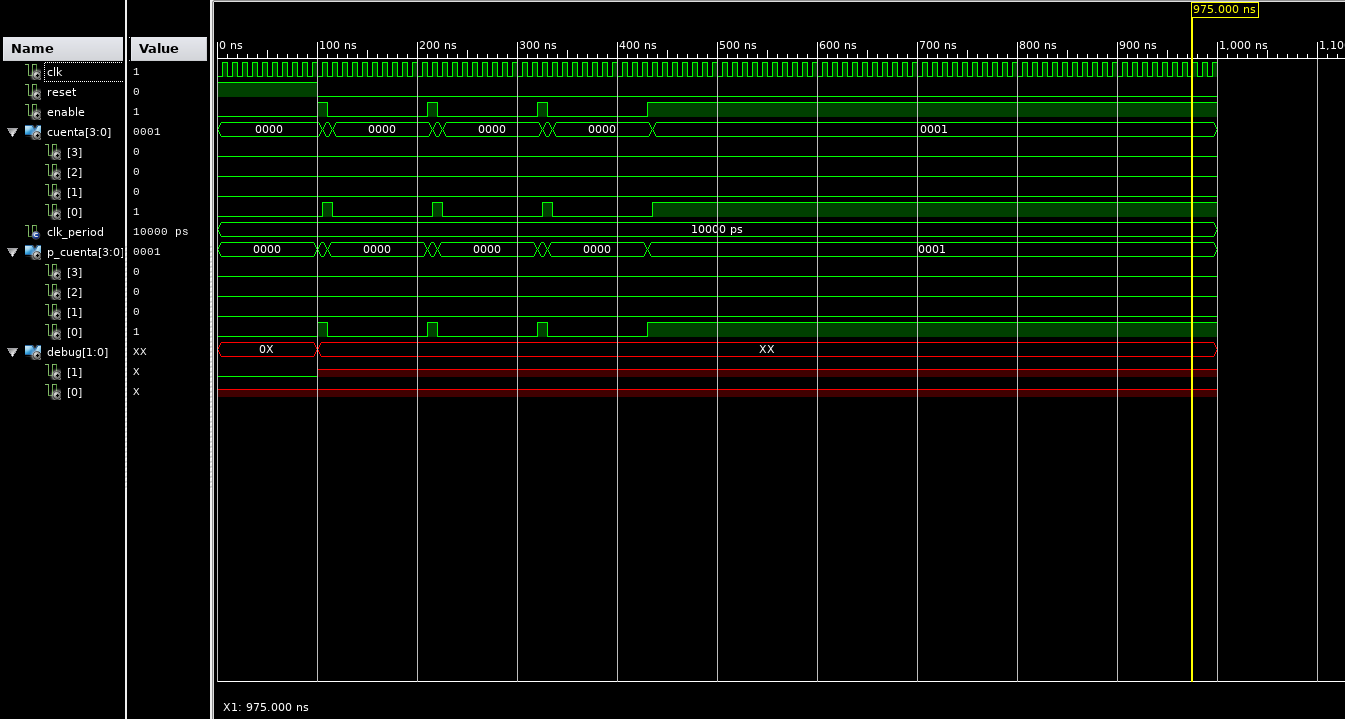 975.000 ns
Name Value
0 ns 100 ns 200 ns 300 ns 400 ns 500 ns 600 ns 700 ns 800 ns 900 ns 1,000 ns 1,10
clk 1
reset 0
enable 1
cuenta[3:0] 0001 0000 0000 0000 0000 0001
[3] 0
[2] 0
[1] 0
[0] 1
clk_period 10000 ps 10000 ps
p_cuenta[3:0] 0001 0000 0000 0000 0000 0001
[3] 0
[2] 0
[1] 0
[0] 1
debug[1:0] XX 0X XX
[1] X
[0] X
X1: 975.000 ns